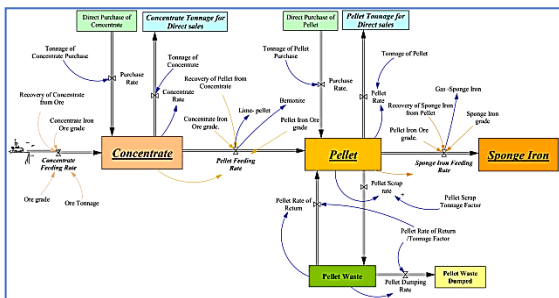 Direct Purchase of
Concentrate
Concentrate Tonnage for
Direct sales
Direct Purchase of
Pellet
Pellet Tonnage for
Direct sales
Tonnage of
Concentrate Purchase
Purchase
Rate
Tonnage of
Concentrate
Concentrate
Rate
Recovery of Concentrate
from Ore
Concentrate Iron
Ore grade
Concentrate
Feeding Rate
Ore grade
Ore Tonnage
Concentrate
Recovery of Pellet from
Concentrate
Lime- pellet
Bentonite
Concentrate Iron
Ore grade.
Pellet Iron Ore
grade
Pellet Feeding
Rate
Tonnage of
Pellet Purchase
Purchase
Rate.
Tonnage of Pellet
Pellet
Rate
Pellet
Gas -Sponge
Iron
Recovery of Sponge Iron
from Pellet
Pellet Iron Ore
grade.
Sponge Iron
grade
Sponge Iron Feeding
Rate
Sponge Iron
Pellet Scrap
rate
+
Pellet Scrap
Tonnage Factor
Pellet Rate of
Return
Pellet Rate of Return
/Tonnage Factor
Pellet Waste
Pellet Dumping
Rate
Pellet Waste
Dumped